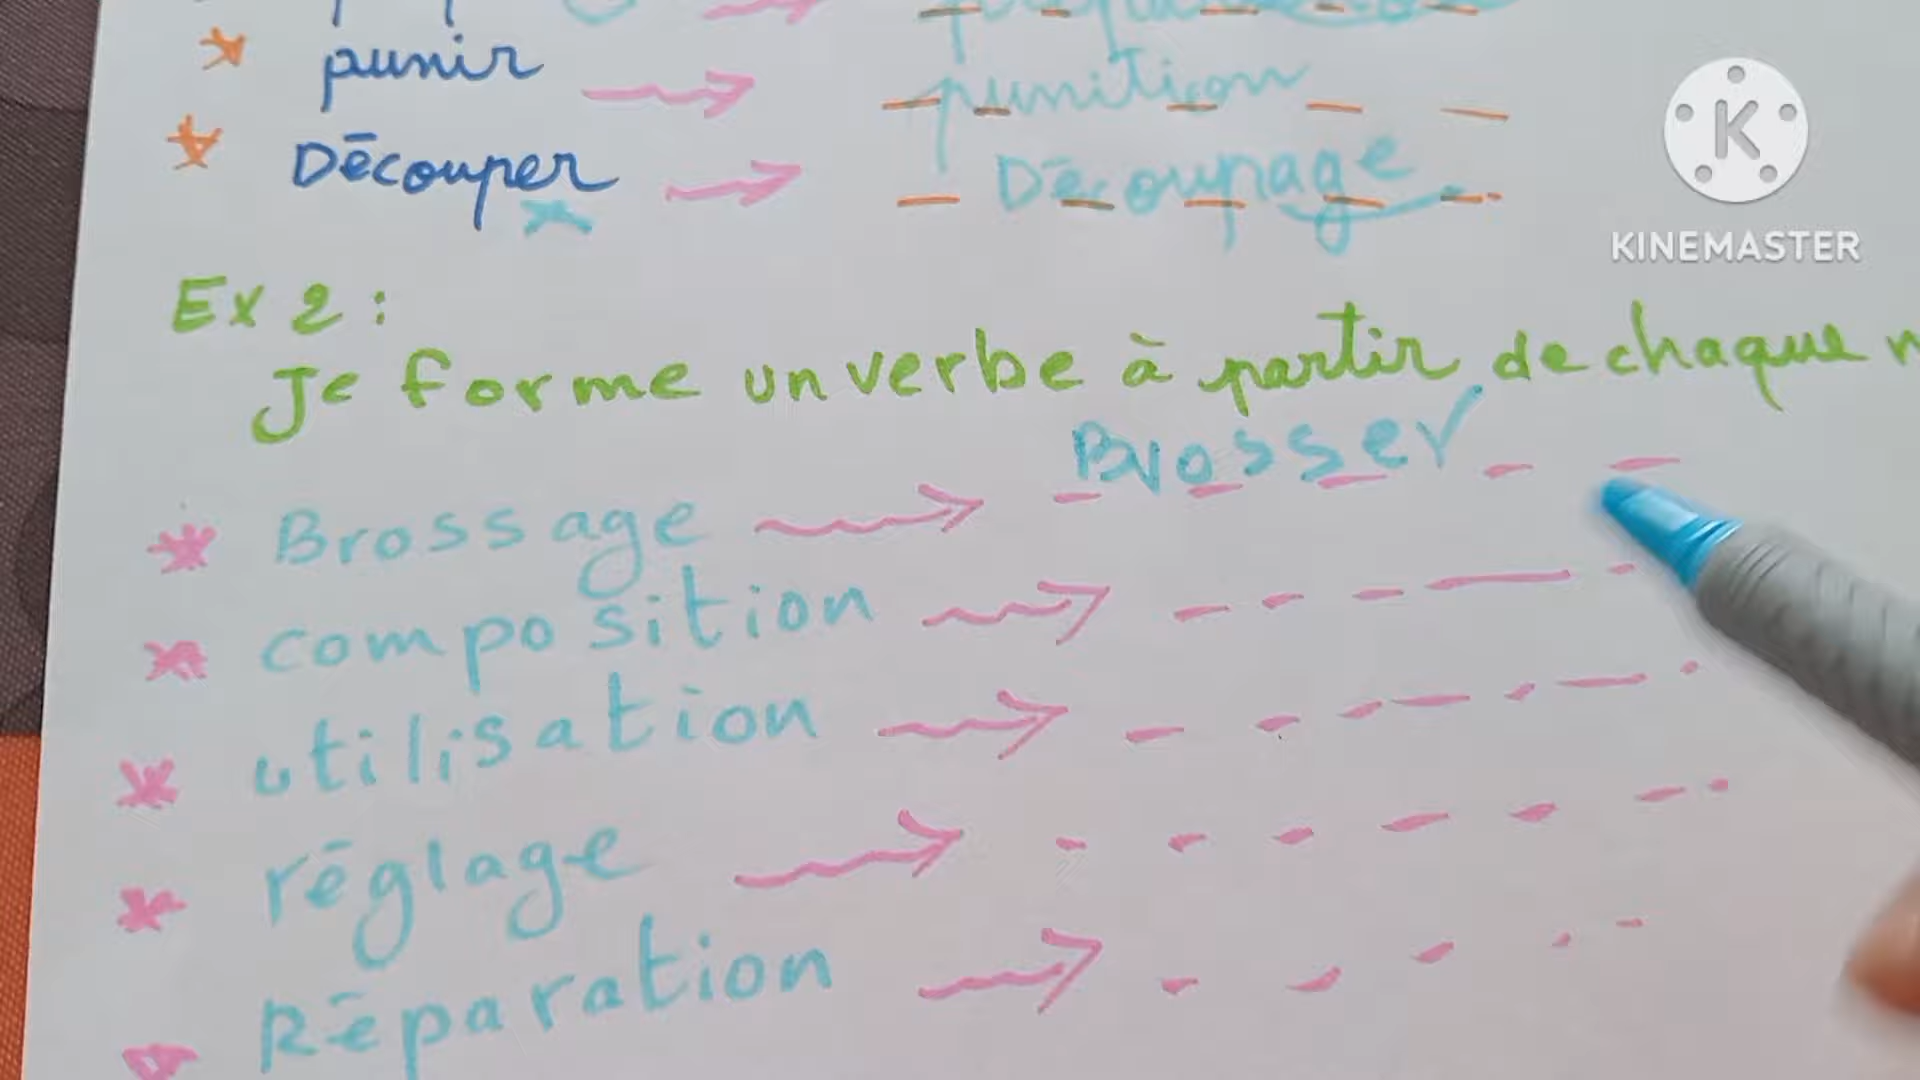 punir punition
Découper Découpage
KINEMASTER
Ex 2 :
Je forme un verbe à partir de chaque
Brossage Brosser
composition
utilisation
réglage
Réparation